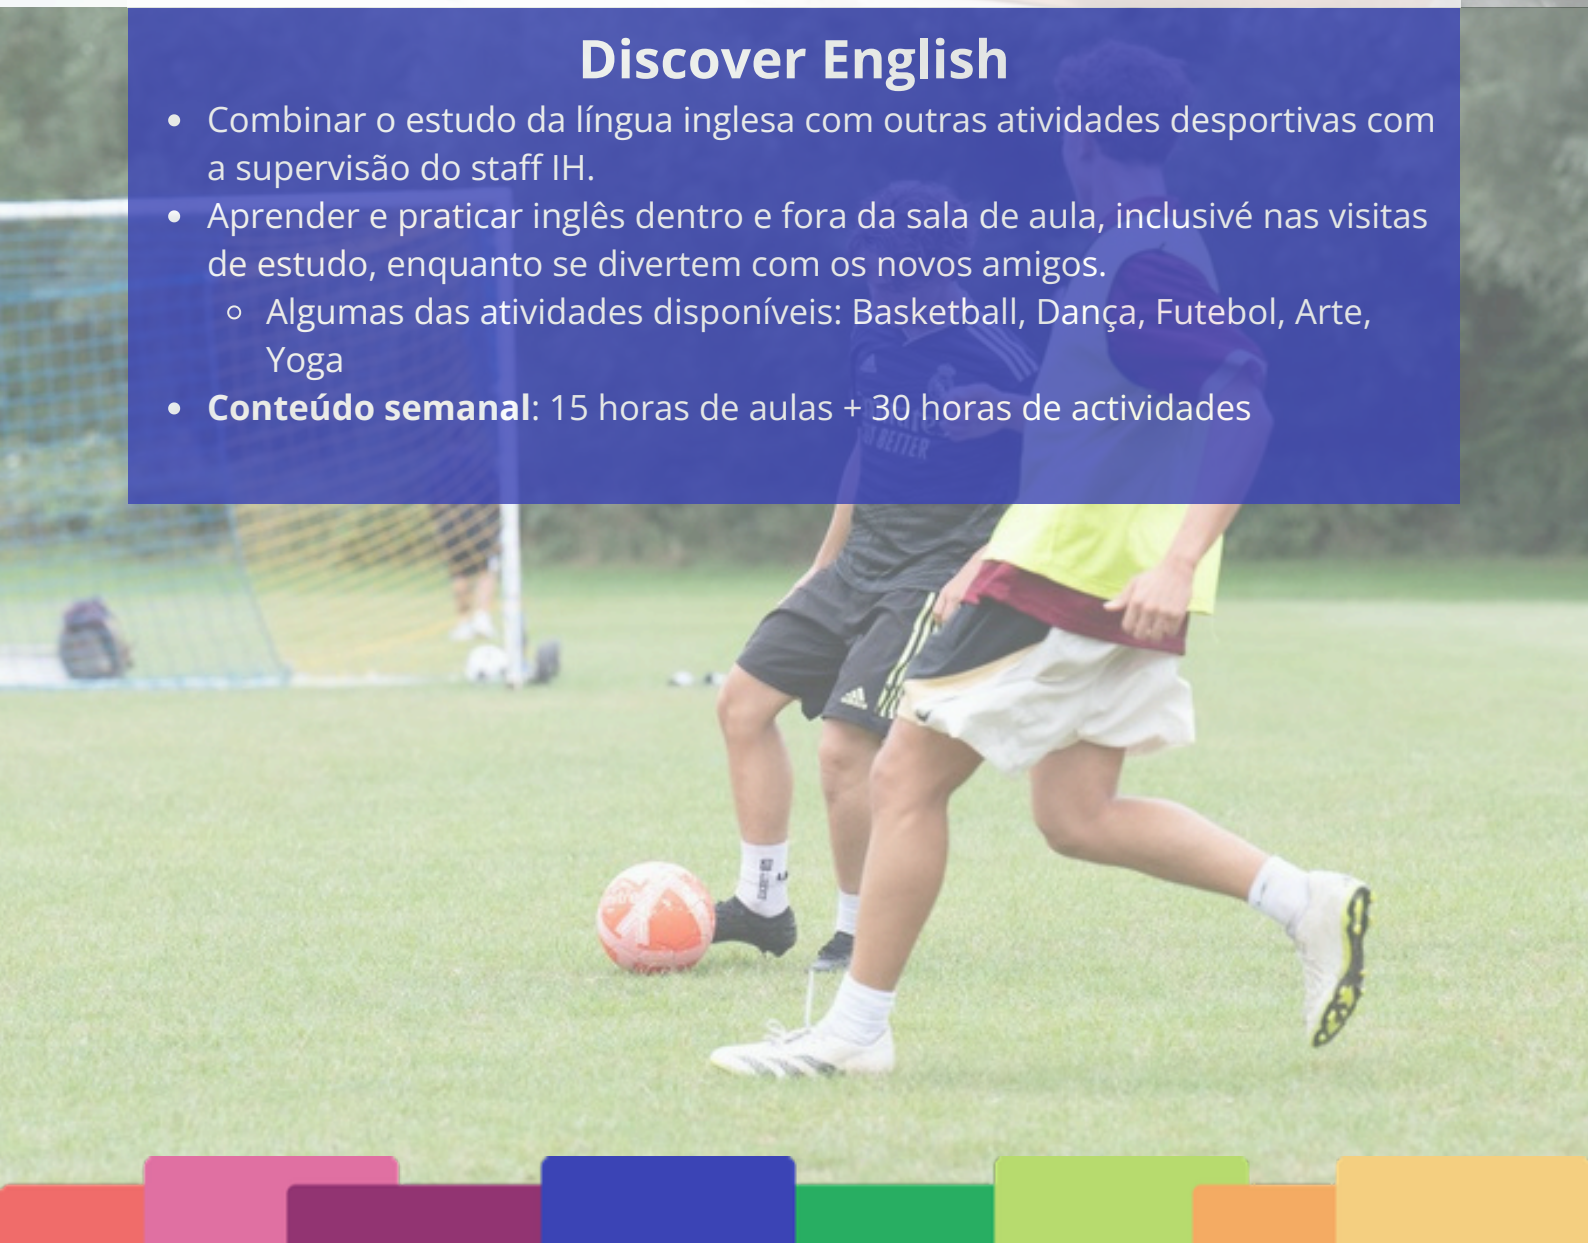 Discover English
• Combinar o estudo da língua inglesa com outras atividades desportivas com
a supervisão do staff IH.
• Aprender e praticar inglês dentro e fora da sala de aula, inclusivé nas visitas
de estudo, enquanto se divertem com os novos amigos.
◦ Algumas das atividades disponíveis: Basketball, Dança, Futebol, Arte,
Yoga
• Conteúdo semanal: 15 horas de aulas + 30 horas de actividades
BETTER